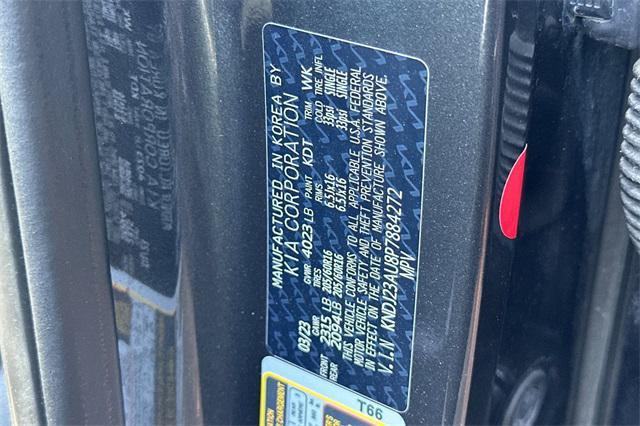 MANUFACTURED IN KOREA BY
KIA CORPORATION
03/23 GVWR 4023 LB PAINT KDT TRIM WK
GAWR TIRES RIMS COLD TIRE INFL
FRONT 2315 LB 205/60R16 6.5Jx16 33psi SINGLE
REAR 2094 LB 205/60R16 6.5Jx16 33psi SINGLE
THIS VEHICLE CONFORMS TO ALL APPLICABLE U.S.A. FEDERAL
MOTOR VEHICLE SAFETY AND THEFT PREVENTION STANDARDS
IN EFFECT ON THE DATE OF MANUFACTURE SHOWN ABOVE.
V.I.N. KNDJ23AU8P7884272
MPV
T66